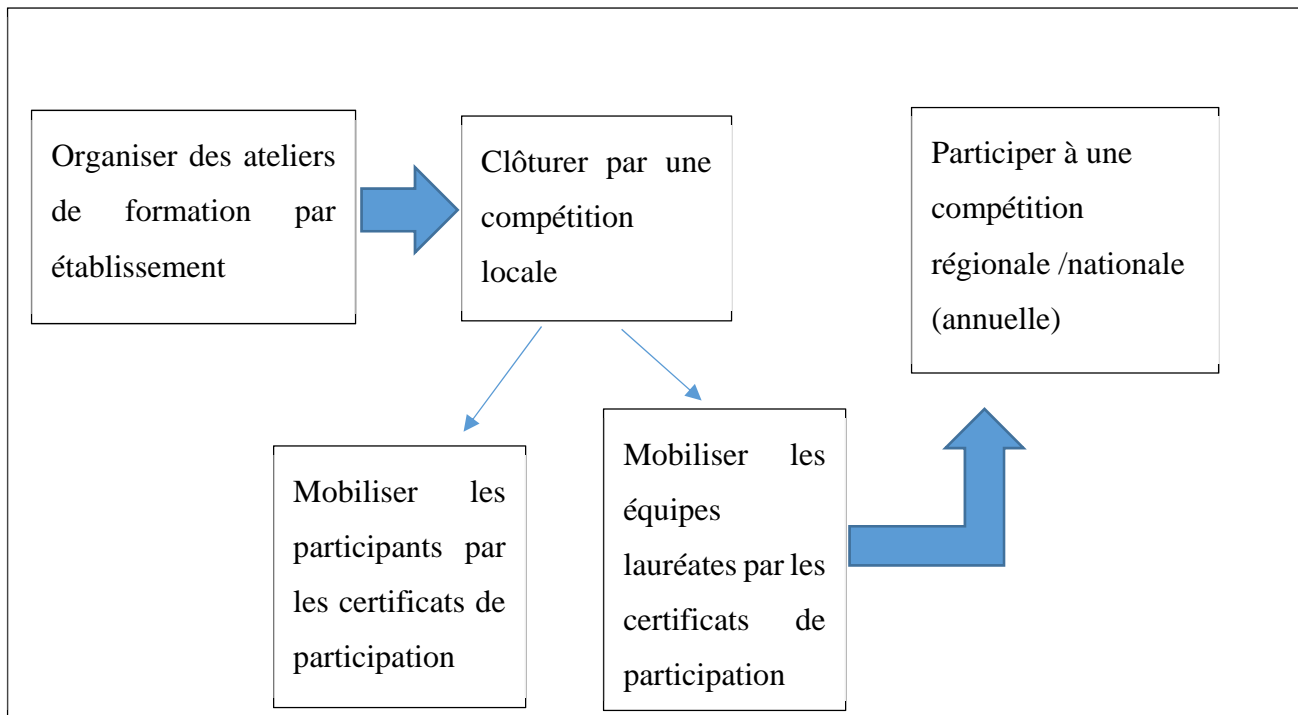 Organiser des ateliers
de formation par
établissement
Clôturer par une
compétition
locale
Participer à une
compétition
régionale /nationale
(annuelle)
Mobiliser les
participants par
les certificats de
participation
Mobiliser les
équipes
lauréates par les
certificats de
participation